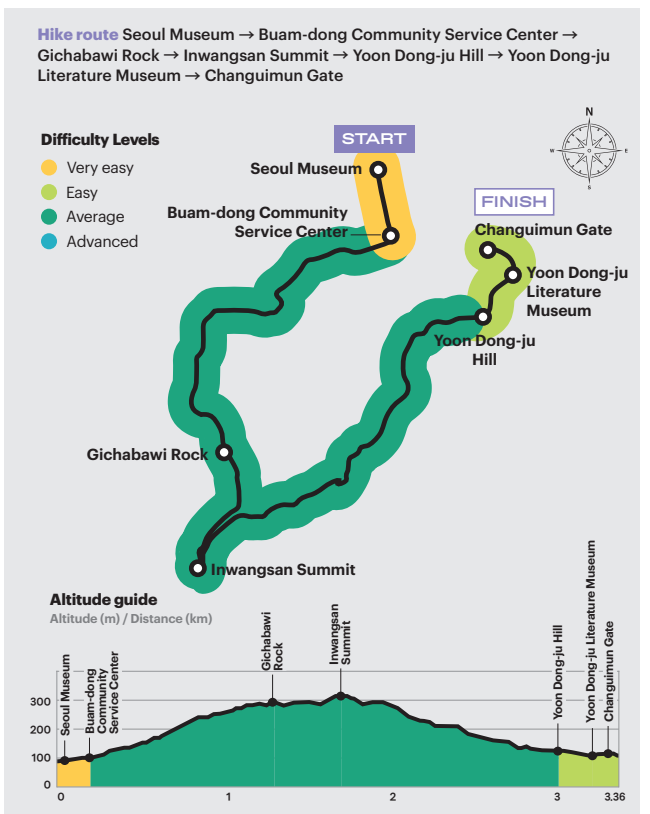 Hike route Seoul Museum → Buam-dong Community Service Center →
Gichabawi Rock → Inwangsan Summit → Yoon Dong-ju Hill → Yoon Dong-ju
Literature Museum → Changuimun Gate
Difficulty Levels
Very easy
Easy
Average
Advanced
START
Seoul Museum
Buam-dong Community
Service Center
N
W
E
S
FINISH
Changuimun Gate
Yoon Dong-ju
Literature
Museum
Yoon Dong-ju
Hill
Gichabawi Rock
Inwangsan Summit
Altitude guide
Altitude (m) / Distance (km)
Seoul Museum
Buam-dong
Community
Service Center
Gichabawi
Rock
Inwangsan
Summit
Yoon Dong-ju Hill
Yoon Dong-ju Literature Museum
Changuimun Gate
300
200
100
0
0
1
2
3
3.36